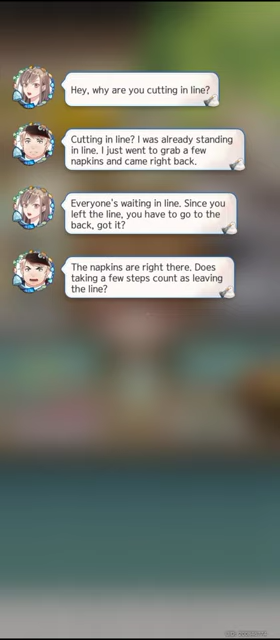 Hey, why are you cutting in line?
Cutting in line? I was already standing
in line. I just went to grab a few
napkins and came right back.
Everyone's waiting in line. Since you
left the line, you have to go to the
back, got it?
The napkins are right there. Does
taking a few steps count as leaving
the line?